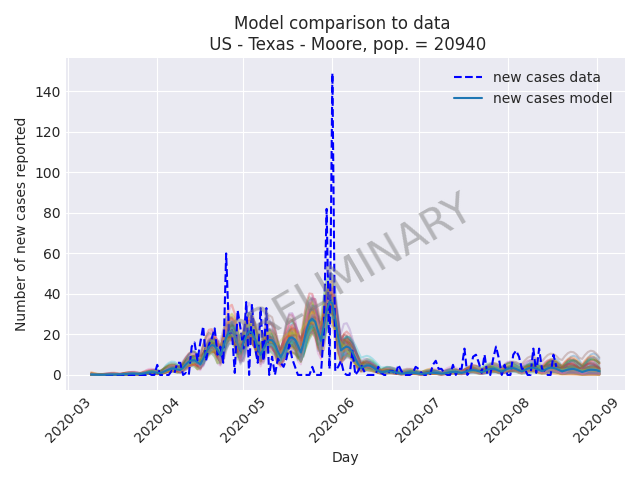 Model comparison to data
US - Texas - Moore, pop. = 20940
new cases data
new cases model
PRELIMINARY
Number of new cases reported
140
120
100
80
60
40
20
0
2020-03
2020-04
2020-05
2020-06
2020-07
2020-08
2020-09
Day